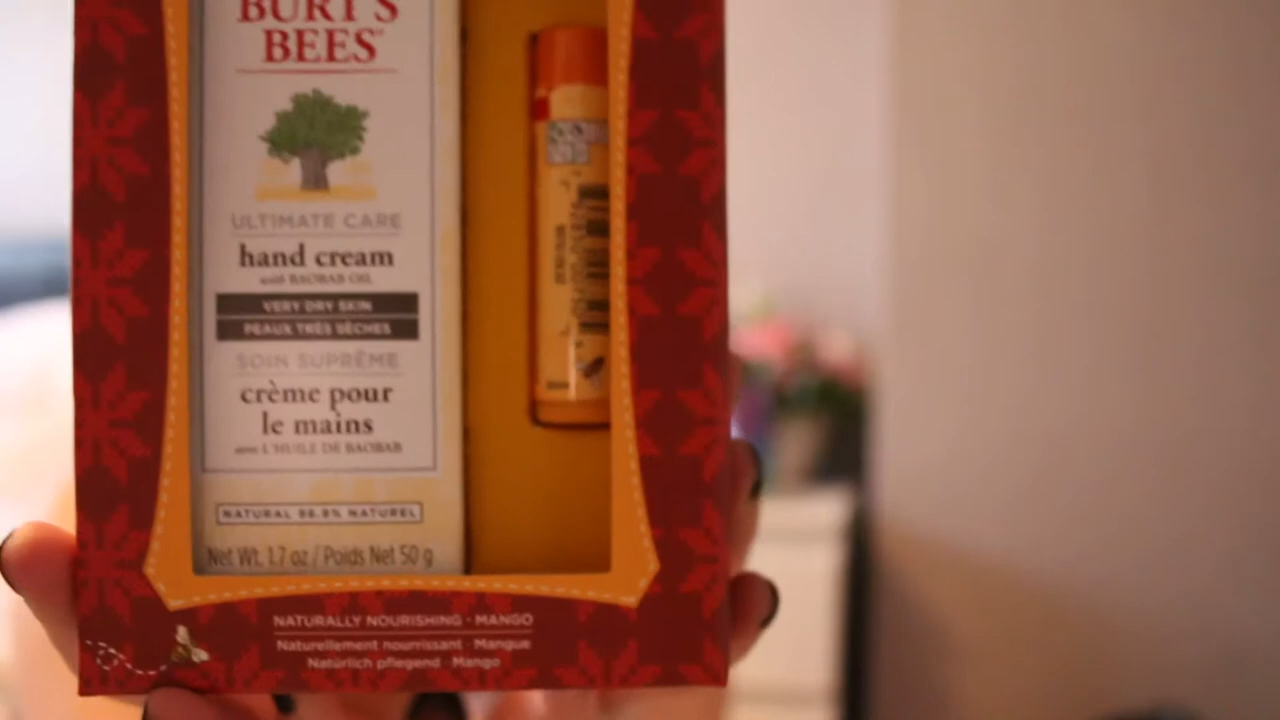 BURT'S
BEES
ULTIMATE CARE
hand cream
with BAOBAB OIL
VERY DRY SKIN
PEAUX TRÈS SÈCHES
SOIN SUPRÊME
crème pour
le mains
avec L'HUILE DE BAOBAB
NATURAL 98.9% NATUREL
Net Wt. 1.7 oz / Poids Net 50 g
NATURALLY NOURISHING · MANGO
Naturellement nourrissant · Mangue
Natürlich pflegend · Mango